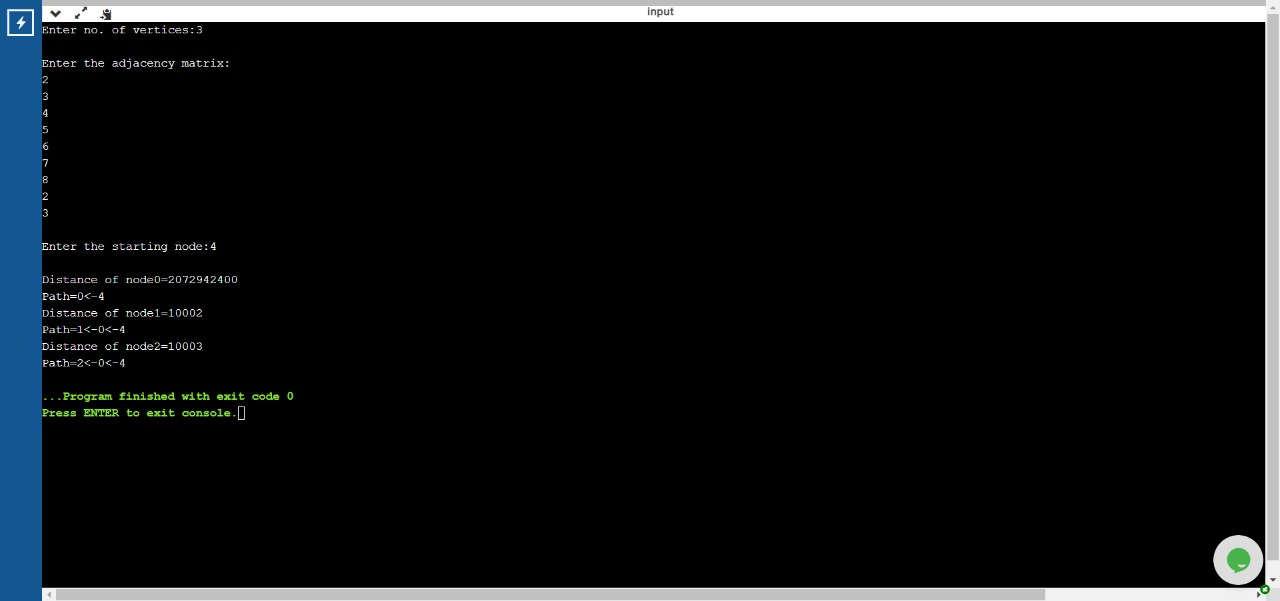 input
Enter no. of vertices:3
Enter the adjacency matrix:
2
3
4
5
6
7
8
2
3
Enter the starting node:4
Distance of node0=2072942400
Path=0<-4
Distance of node1=10002
Path=1<-0<-4
Distance of node2=10003
Path=2<-0<-4
...Program finished with exit code 0
Press ENTER to exit console.